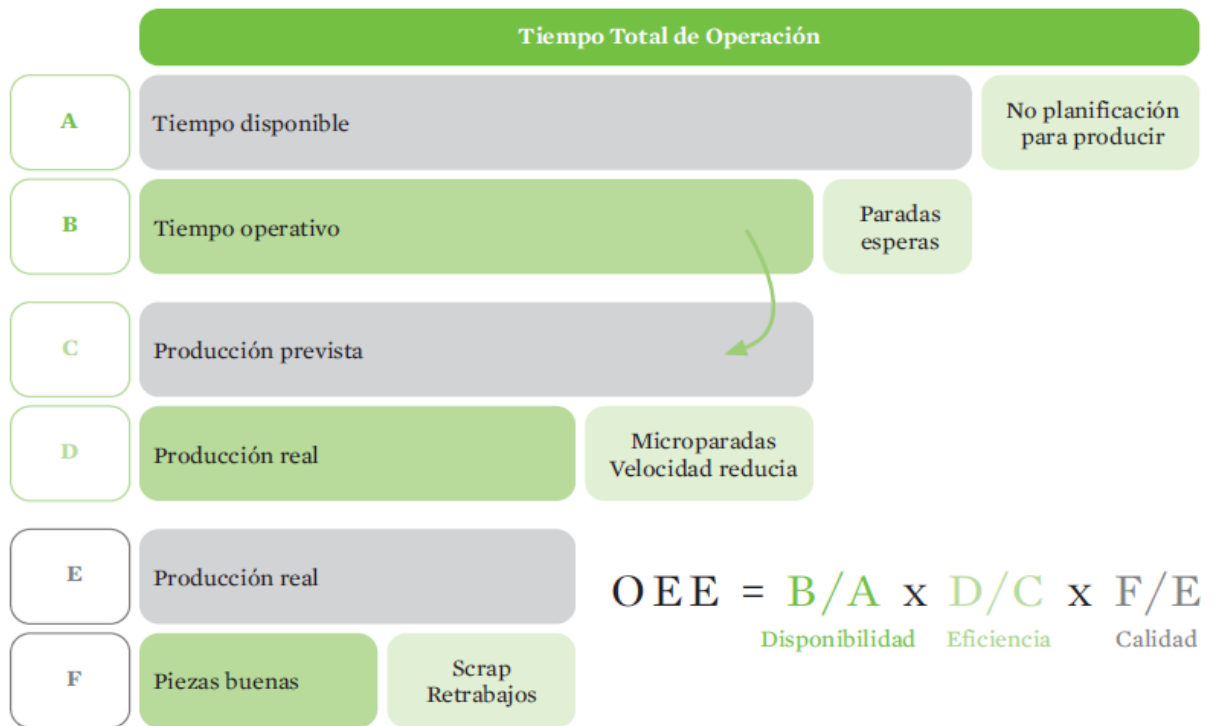 Tiempo Total de Operación
A
Tiempo disponible
No planificación
para producir
B
Tiempo operativo
Paradas
esperas
C
Producción prevista
D
Producción real
Microparadas
Velocidad reducia
E
Producción real
F
Piezas buenas
Scrap
Retrabajos
OEE = B/A x D/C x F/E
Disponibilidad Eficiencia Calidad